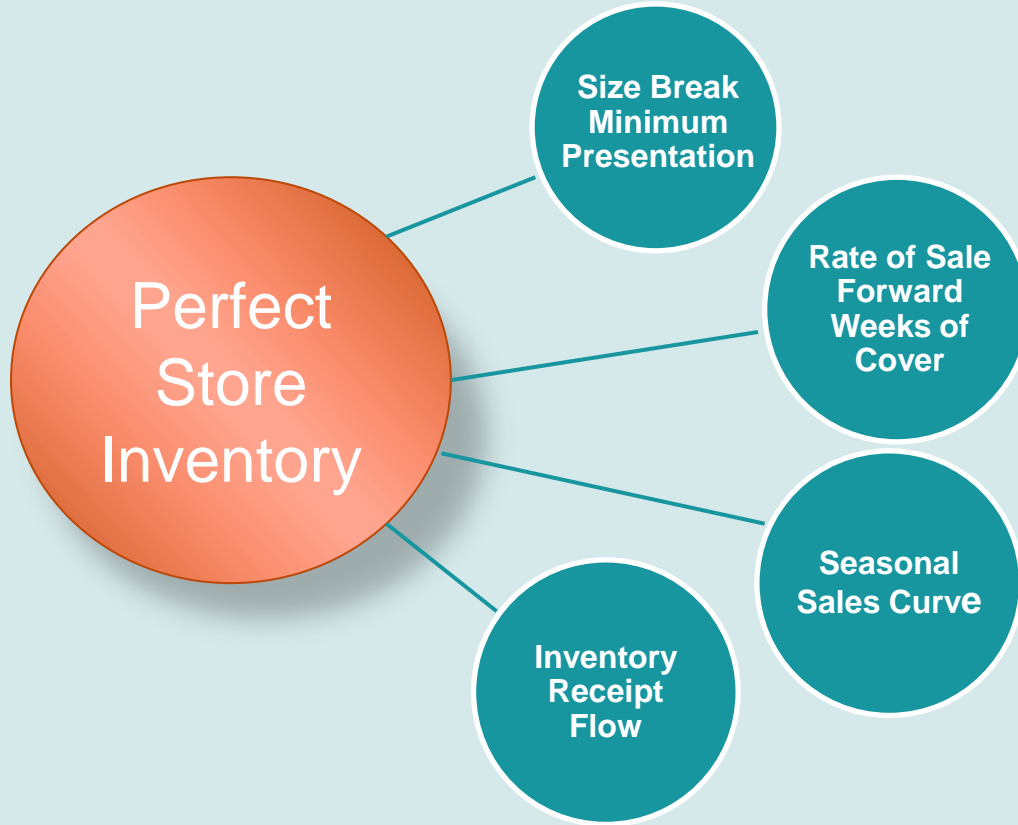 Perfect
Store
Inventory
Size Break
Minimum
Presentation
Rate of Sale
Forward
Weeks of
Cover
Seasonal
Sales Curve
Inventory
Receipt
Flow